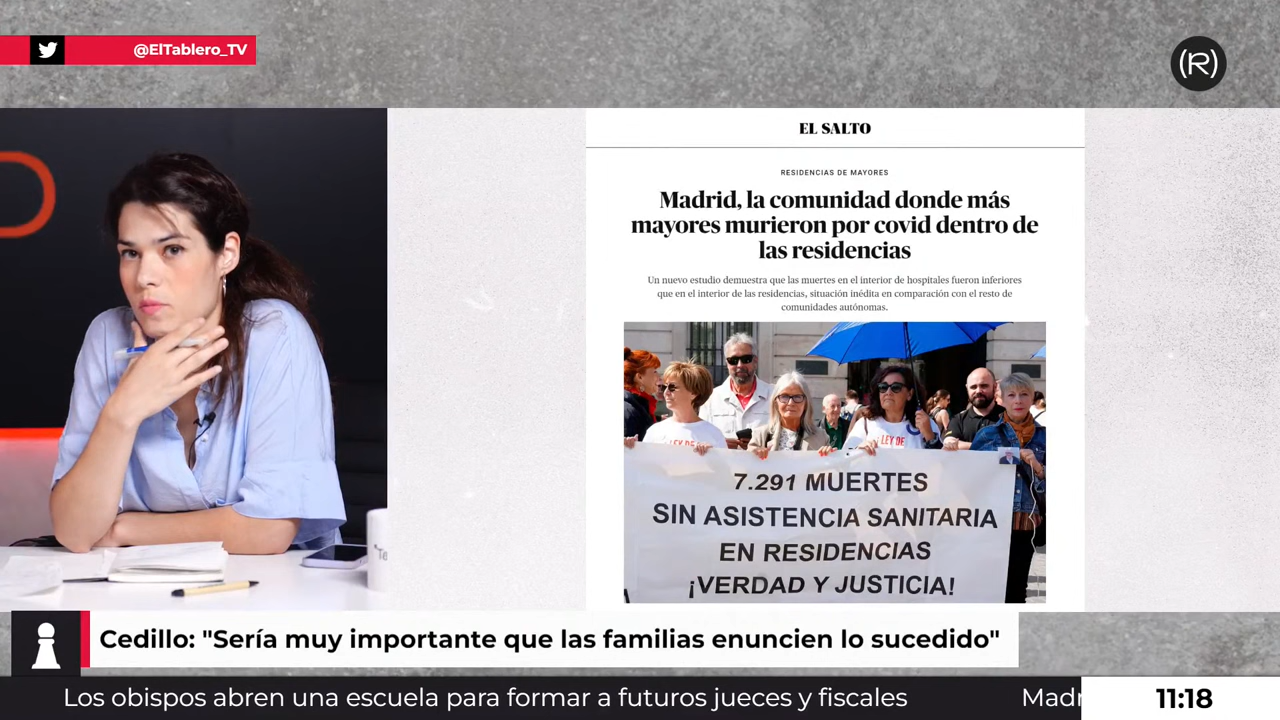 @ElTablero_TV
(R)
EL SALTO
RESIDENCIAS DE MAYORES
Madrid, la comunidad donde más
mayores murieron por covid dentro de
las residencias
Un nuevo estudio demuestra que las muertes en el interior de hospitales fueron inferiores
que en el interior de las residencias, situación inédita en comparación con el resto de
comunidades autónomas.
LEY DE
LEY DE
7.291 MUERTES
SIN ASISTENCIA SANITARIA
EN RESIDENCIAS
¡VERDAD Y JUSTICIA!
Cedillo: "Sería muy importante que las familias enuncien lo sucedido"
Los obispos abren una escuela para formar a futuros jueces y fiscales
Madr
11:18